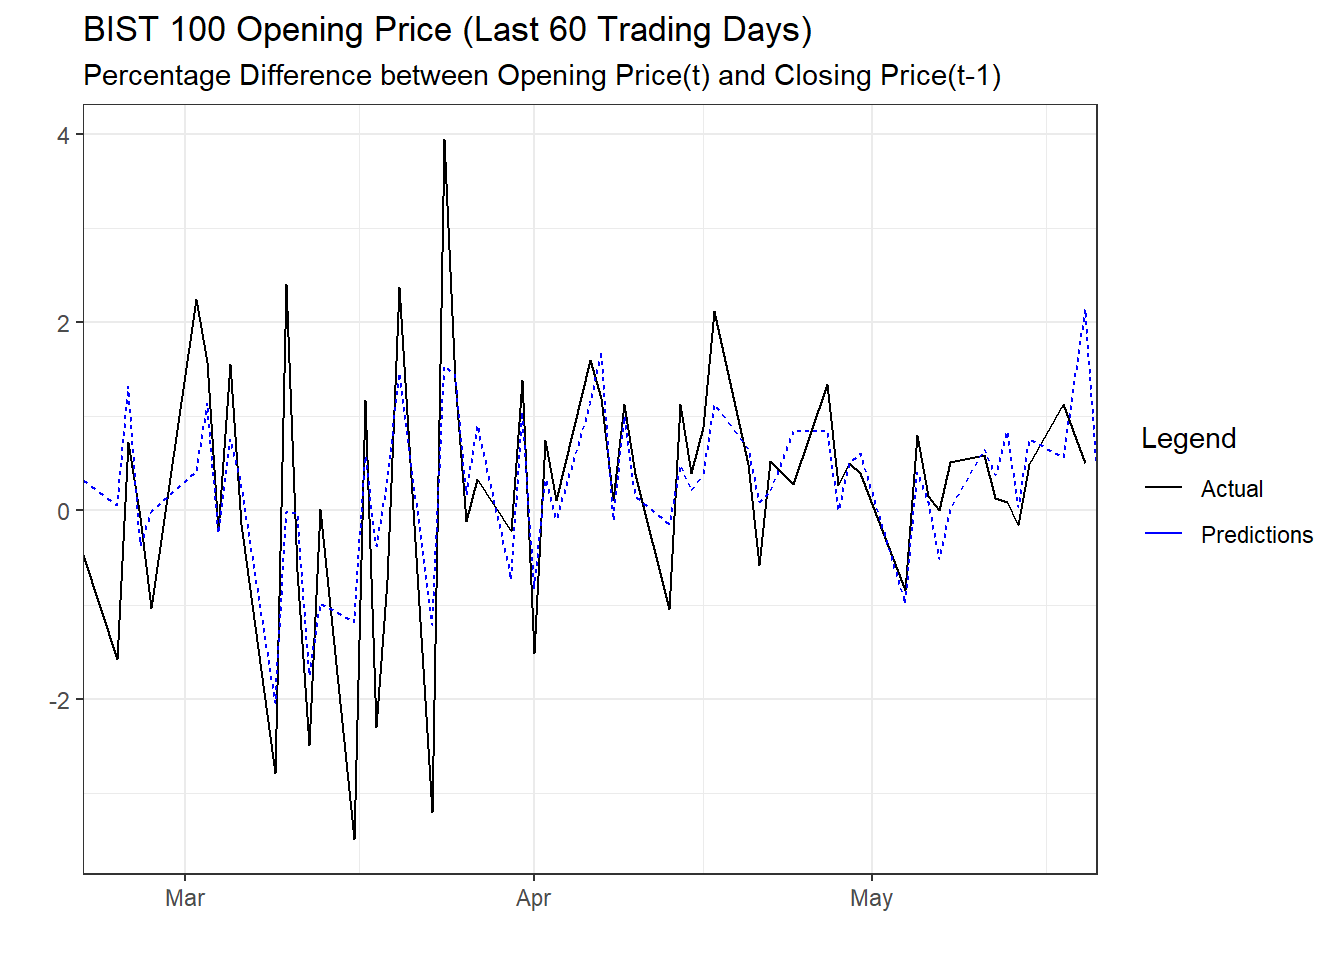 BIST 100 Opening Price (Last 60 Trading Days)
Percentage Difference between Opening Price(t) and Closing Price(t-1)
4
2
0
-2
Mar
Apr
May
Legend
Actual
Predictions